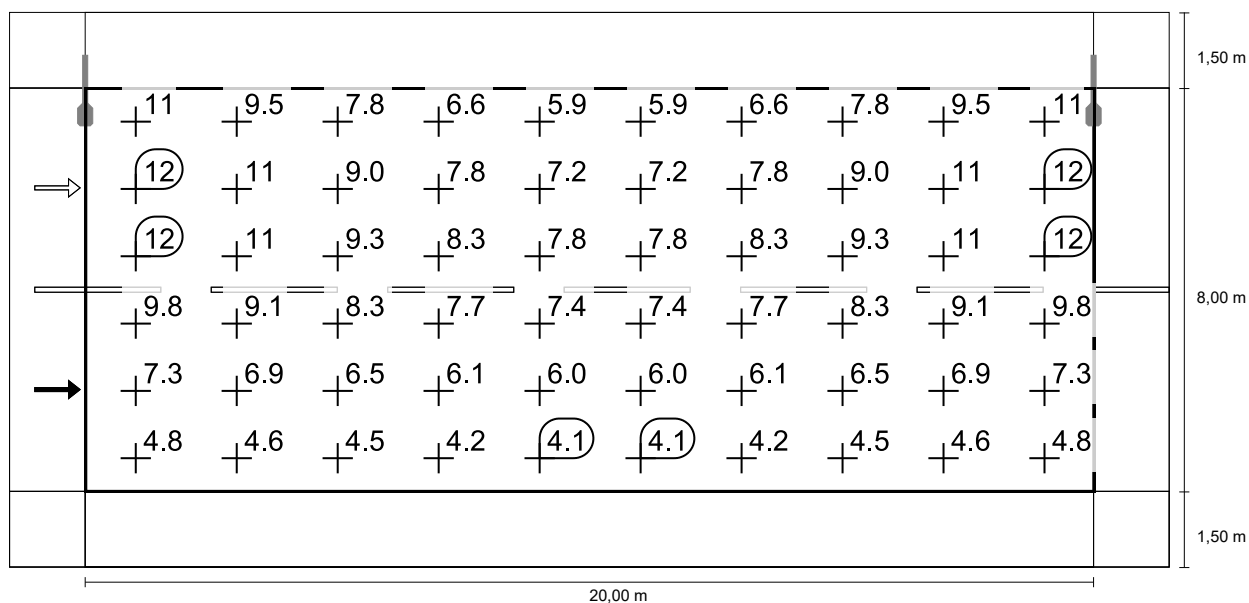 1,50 m
11 9.5 7.8 6.6 5.9 5.9 6.6 7.8 9.5 11
12 11 9.0 7.8 7.2 7.2 7.8 9.0 11 12
12 11 9.3 8.3 7.8 7.8 8.3 9.3 11 12
8,00 m
9.8 9.1 8.3 7.7 7.4 7.4 7.7 8.3 9.1 9.8
7.3 6.9 6.5 6.1 6.0 6.0 6.1 6.5 6.9 7.3
4.8 4.6 4.5 4.2 4.1 4.1 4.2 4.5 4.6 4.8
1,50 m
20,00 m